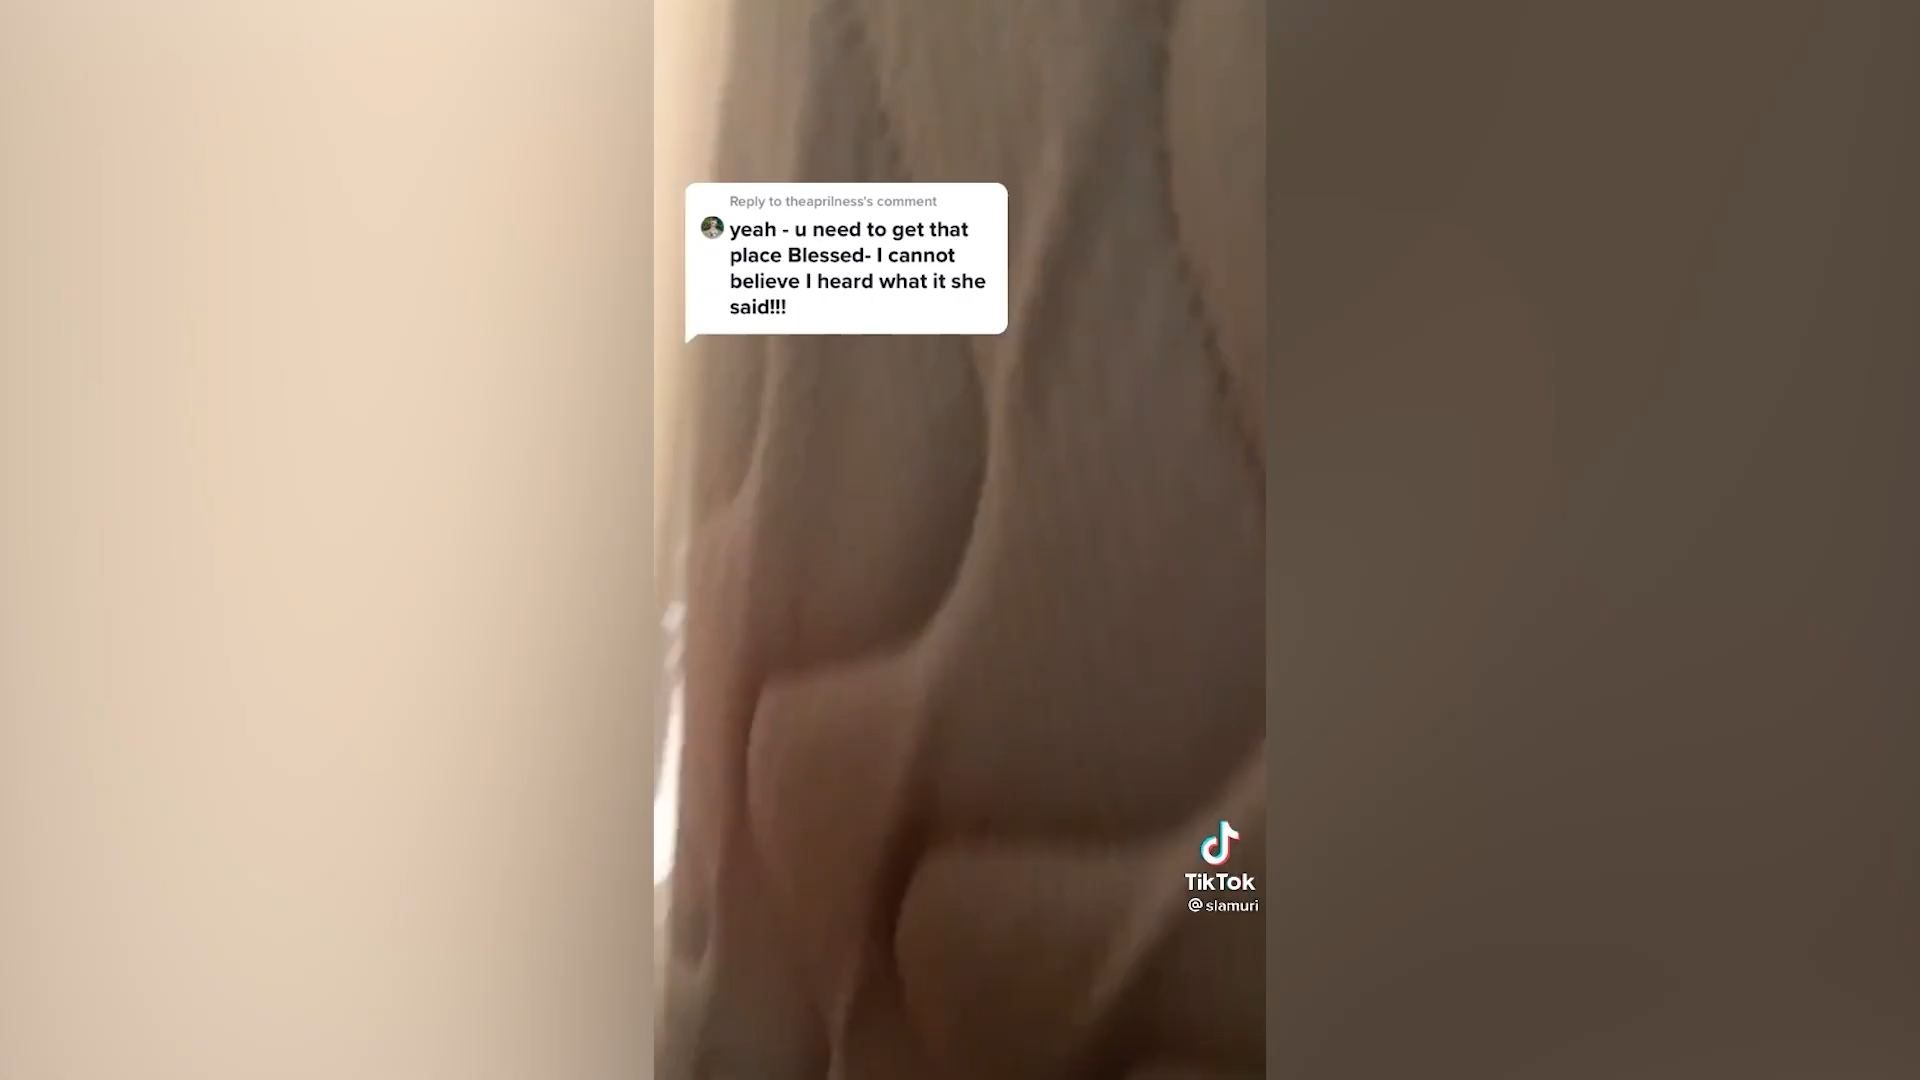 Reply to theaprilness's comment
yeah - u need to get that
place Blessed- I cannot
believe I heard what it she
said!!!
TikTok
@slamuri